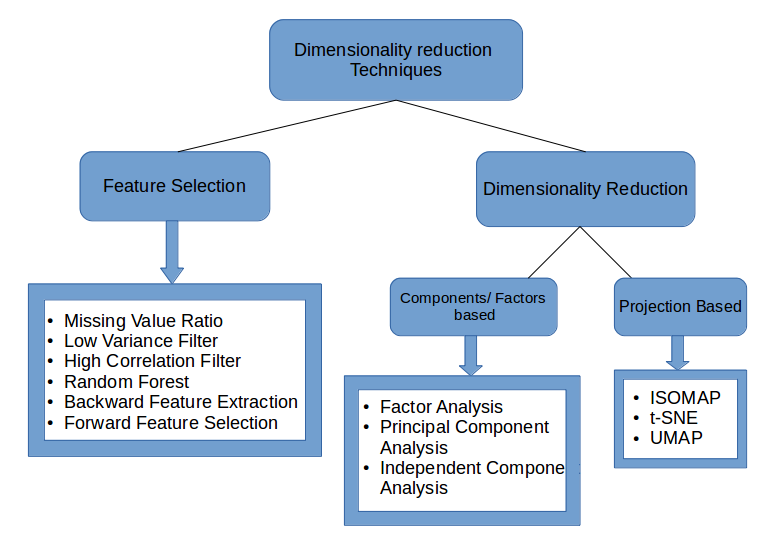 Dimensionality reduction
Techniques
Feature Selection
Dimensionality Reduction
Components/ Factors
based
Projection Based
• Missing Value Ratio
• Low Variance Filter
• High Correlation Filter
• Random Forest
• Backward Feature Extraction
• Forward Feature Selection
• Factor Analysis
• Principal Component
Analysis
• Independent Compone
Analysis
• ISOMAP
• t-SNE
• UMAP